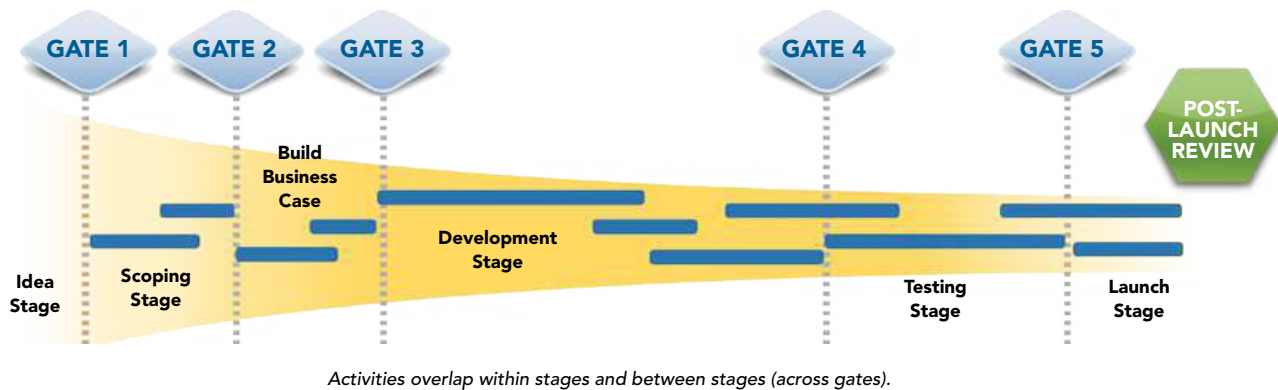 GATE 1
GATE 2
GATE 3
GATE 4
GATE 5
POST-
LAUNCH
REVIEW
Build
Business
Case
Development
Stage
Idea
Stage
Scoping
Stage
Testing
Stage
Launch
Stage
Activities overlap within stages and between stages (across gates).